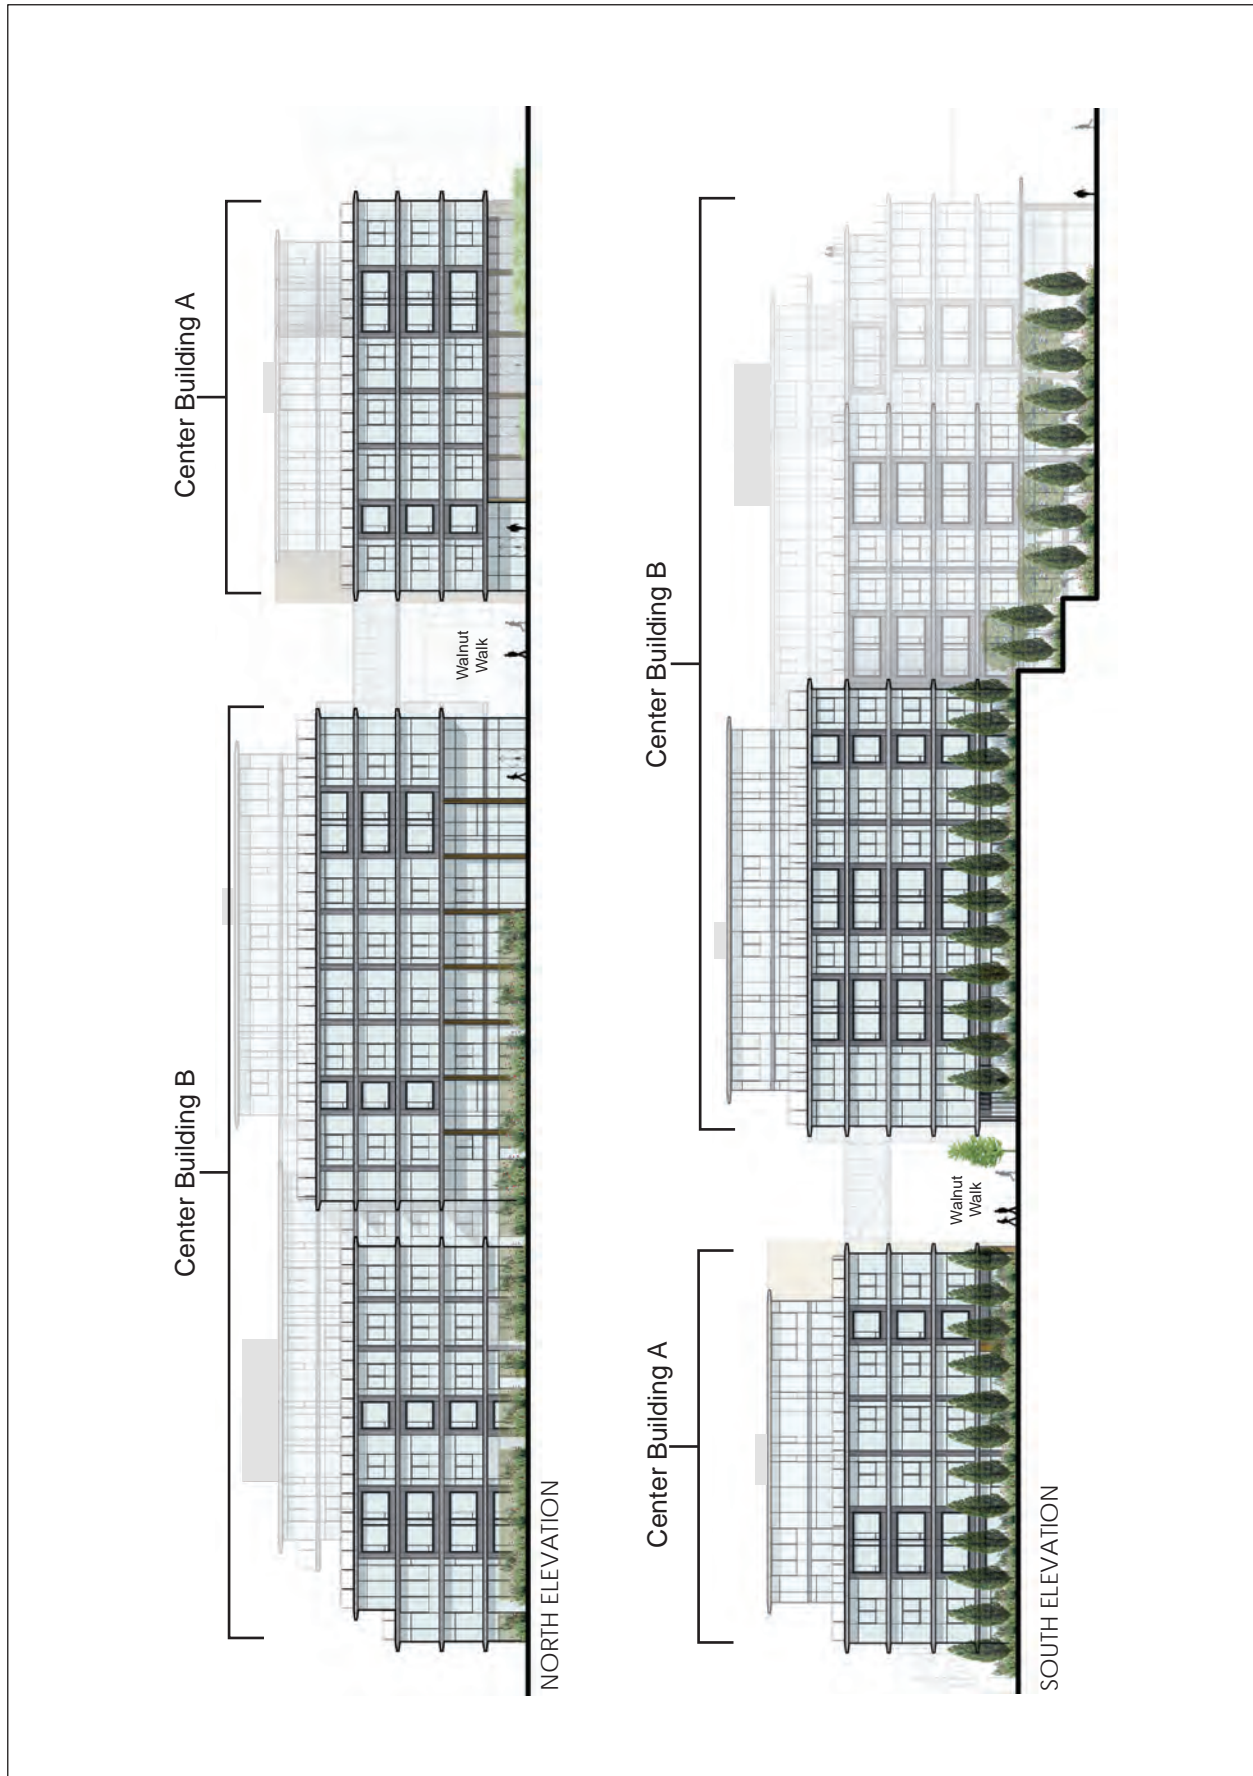 Center Building B
Center Building A
Walnut
Walk
NORTH ELEVATION
Center Building A
Center Building B
Walnut
Walk
SOUTH ELEVATION